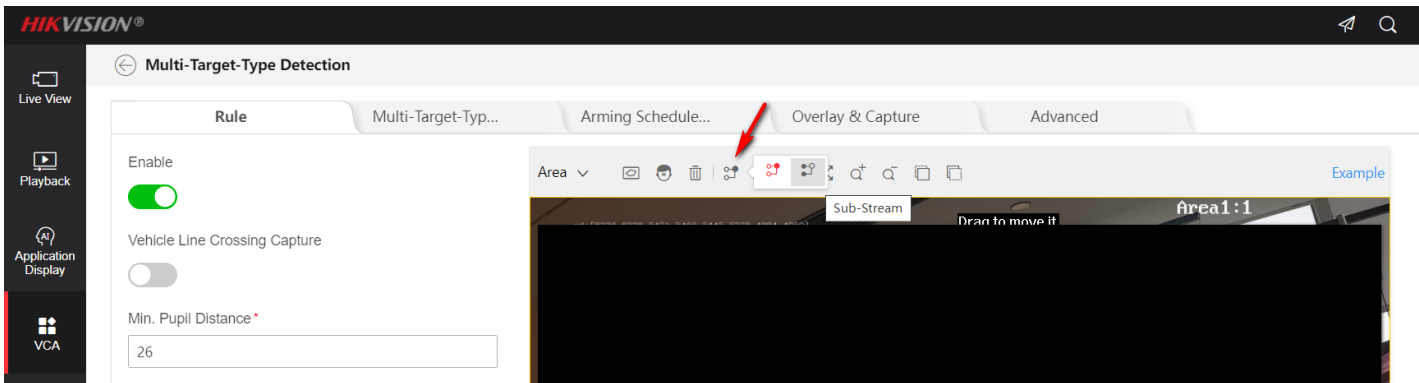 HIKVISION®
Multi-Target-Type Detection
Live View
Rule
Multi-Target-Typ...
Arming Schedule...
Overlay & Capture
Advanced
Enable
Area
Example
Playback
Sub-Stream
Area1:1
Drag to move it
Vehicle Line Crossing Capture
AI
Application
Display
Min. Pupil Distance*
VCA
26